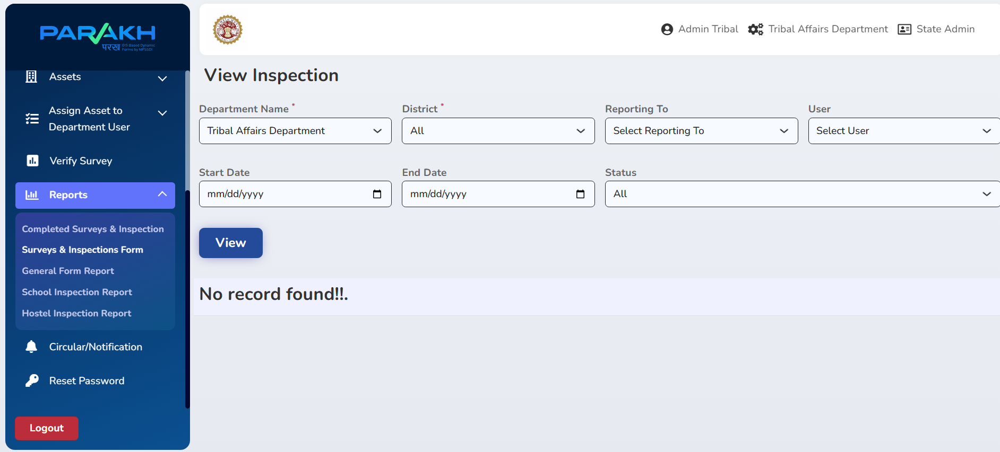 PARAKH
परख GIS Based Dynamic
Forms by MPSSDI
Admin Tribal Tribal Affairs Department State Admin
Assets
Assign Asset to
Department User
Verify Survey
Reports
Completed Surveys & Inspection
Surveys & Inspections Form
General Form Report
School Inspection Report
Hostel Inspection Report
Circular/Notification
Reset Password
Logout
View Inspection
Department Name * District * Reporting To User
Tribal Affairs Department All Select Reporting To Select User
Start Date End Date Status
mm/dd/yyyy mm/dd/yyyy All
View
No record found!!.